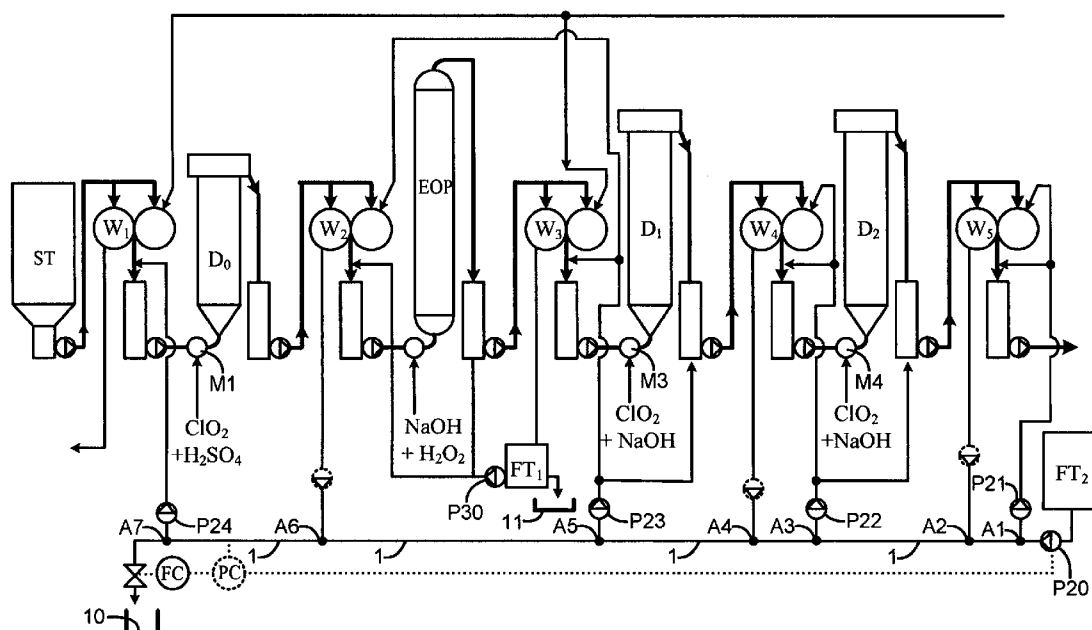 EOP
D₁
D₂
W₁
W₂
W₃
W₄
W₅
ST
D₀
M1
M3
M4
ClO₂
+H₂SO₄
NaOH
+ H₂O₂
ClO₂
+ NaOH
ClO₂
+NaOH
FT₁
FT₂
P30
11
P21
A7
P24
A6
A5
P23
A4
A3
P22
A2
A1
1
1
1
1
P20
FC
PC
10